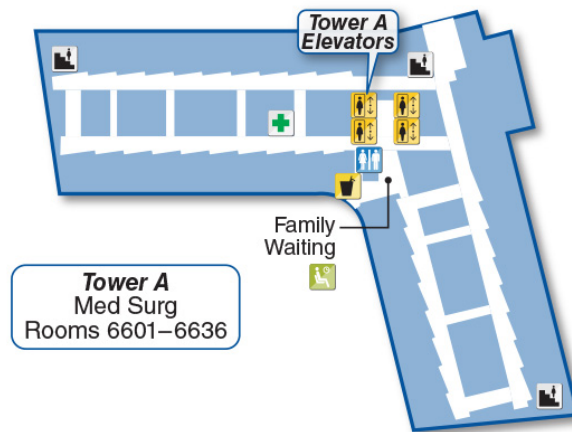 Tower A
Elevators
Family
Waiting
Tower A
Med Surg
Rooms 6601–6636